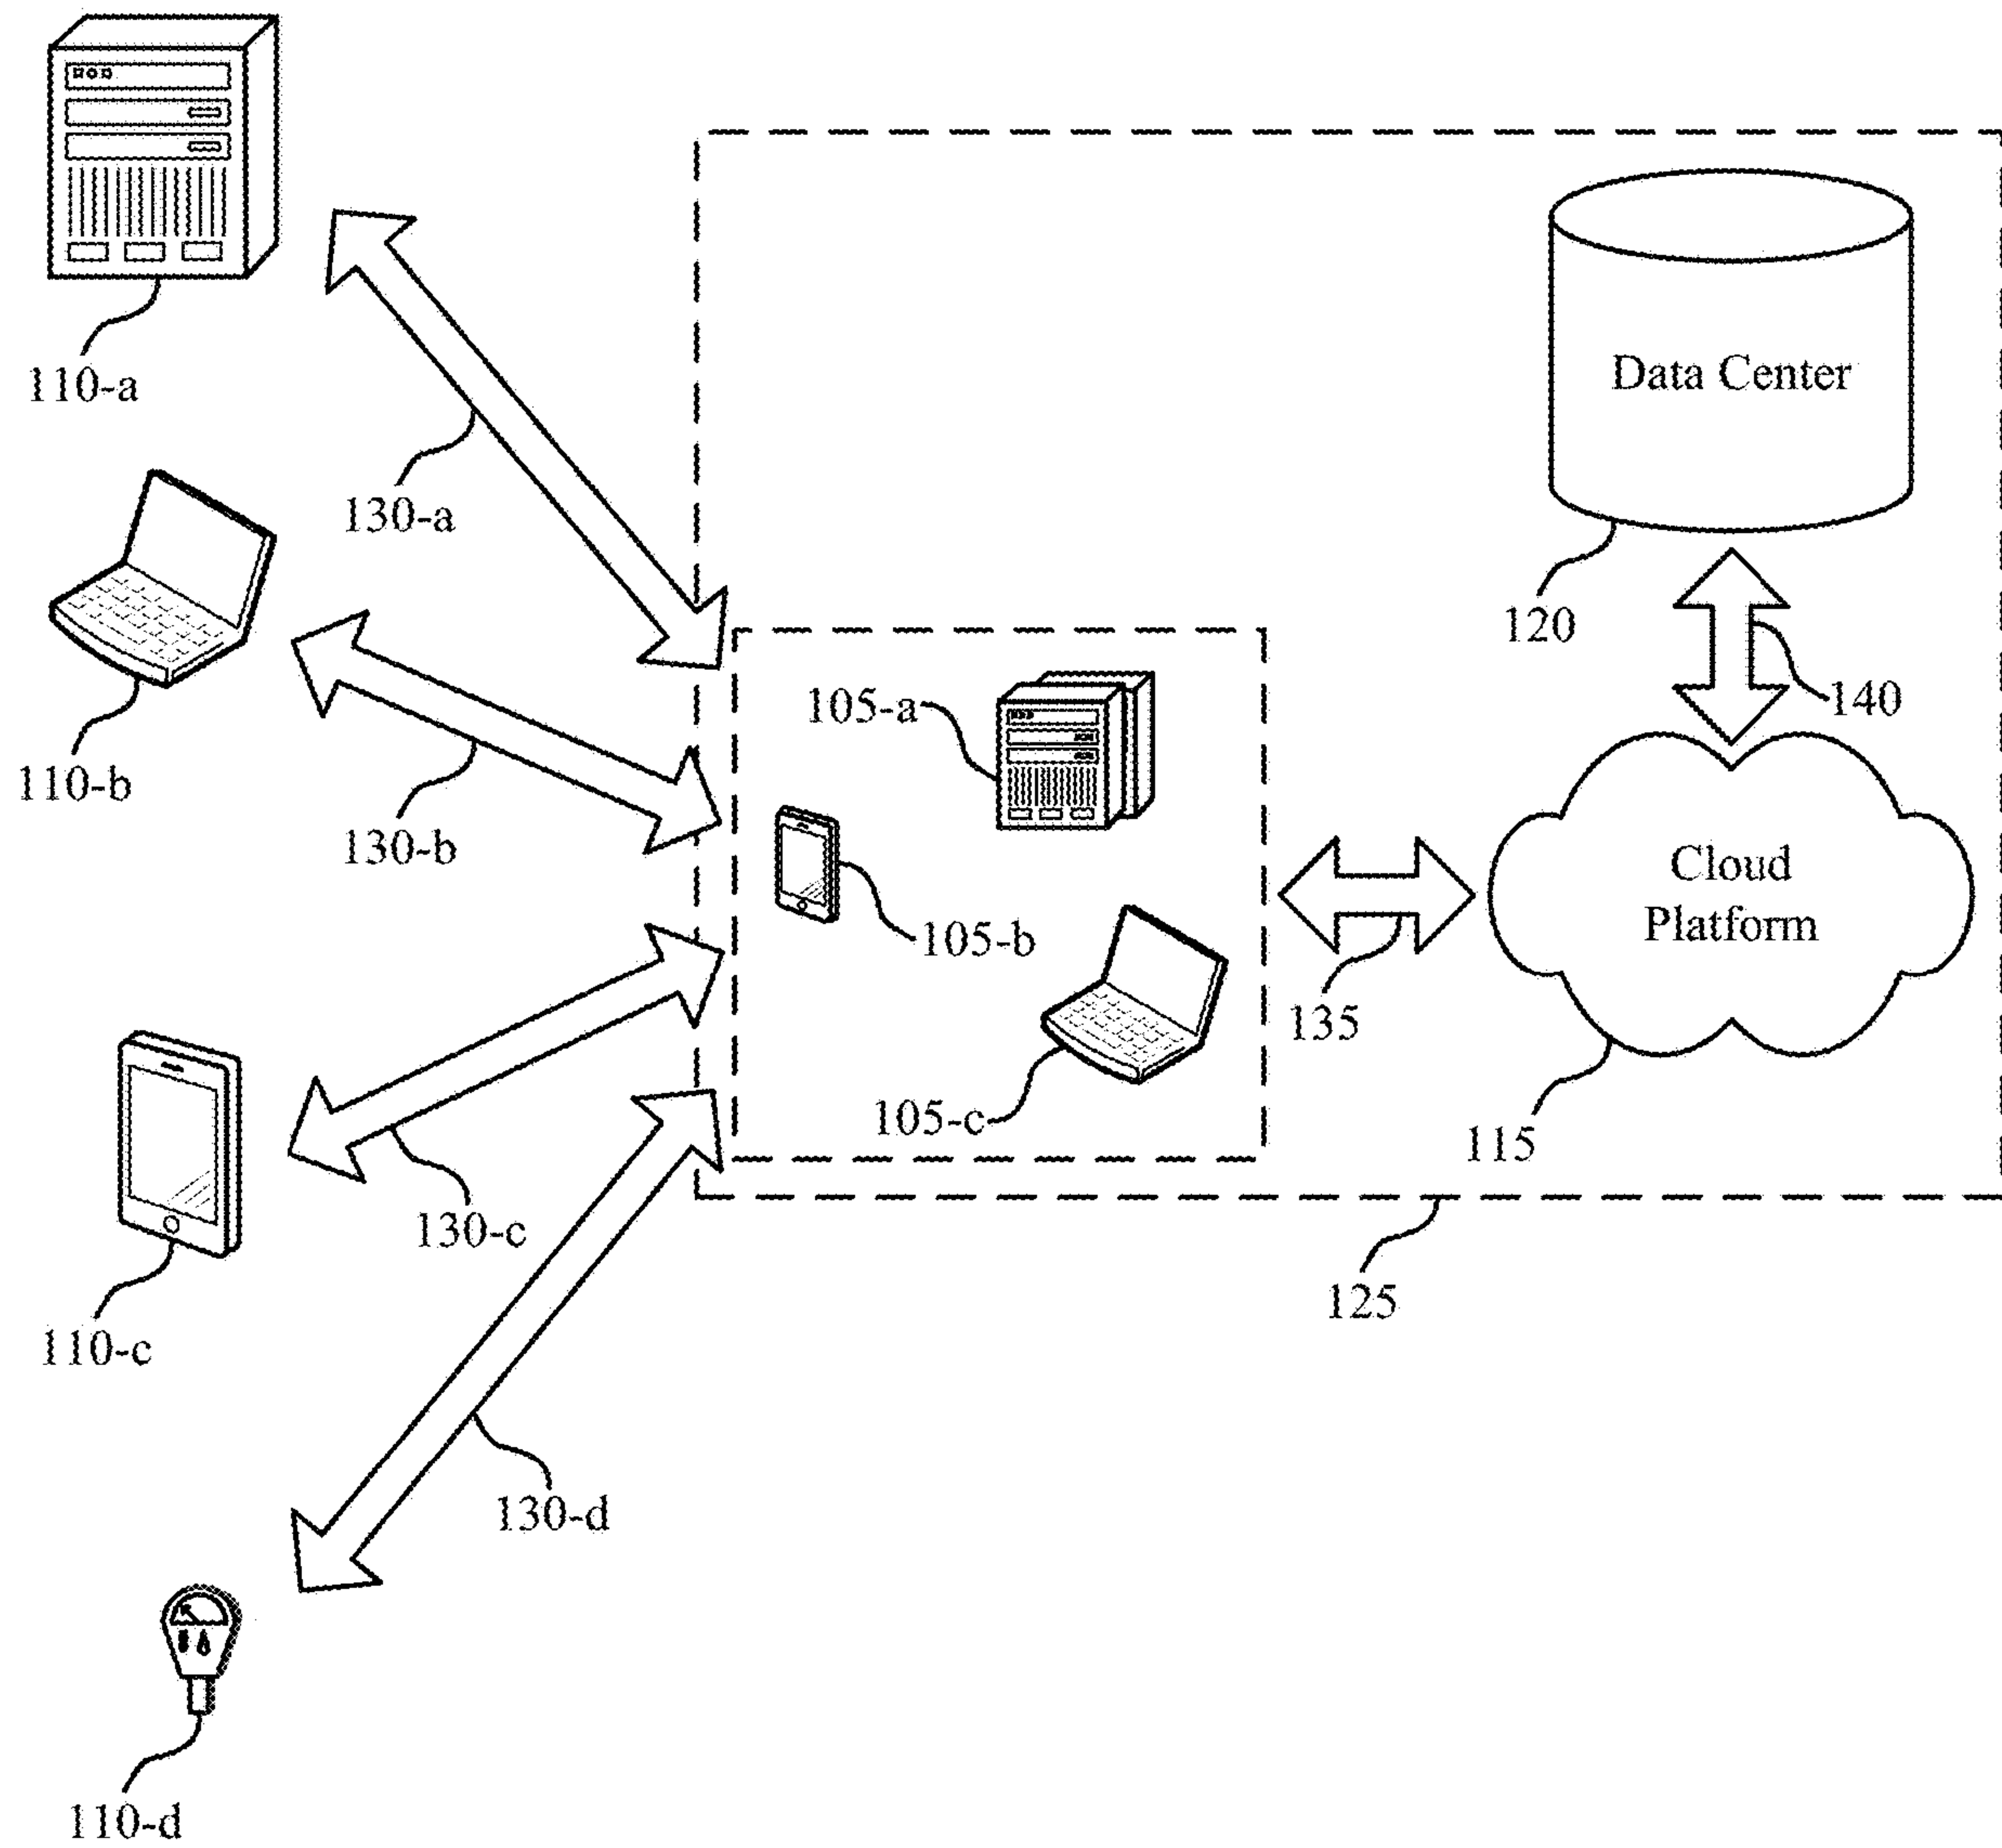 110-a
130-a
Data Center
120
140
110-b
130-b
105-a
105-b
105-c
Cloud
Platform
135
115
110-c
130-c
125
130-d
110-d